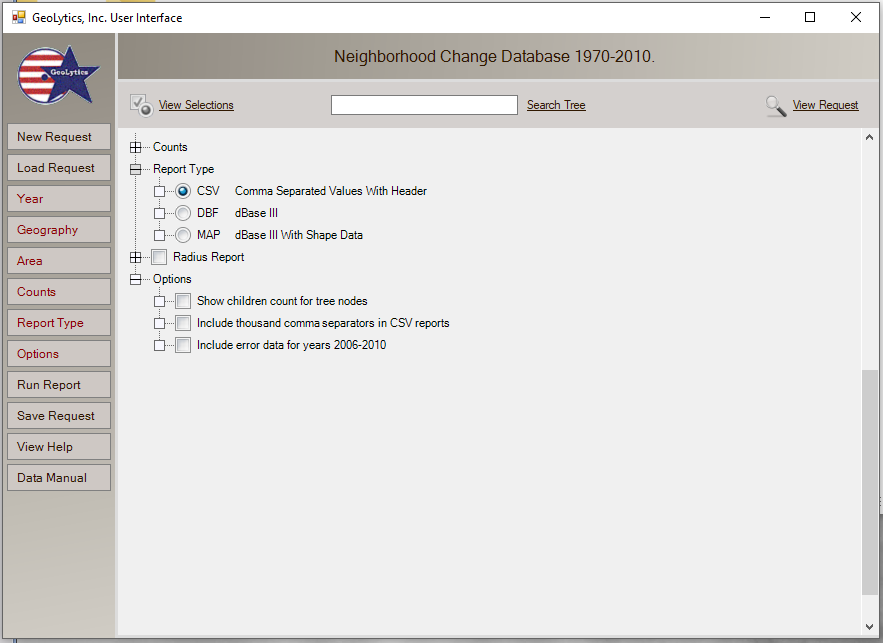 GeoLytics, Inc. User Interface
GeoLytics
Neighborhood Change Database 1970-2010.
View Selections
Search Tree
View Request
New Request
Load Request
Year
Geography
Area
Counts
Report Type
Options
Run Report
Save Request
View Help
Data Manual
Counts
Report Type
CSV Comma Separated Values With Header
DBF dBase III
MAP dBase III With Shape Data
Radius Report
Options
Show children count for tree nodes
Include thousand comma separators in CSV reports
Include error data for years 2006-2010